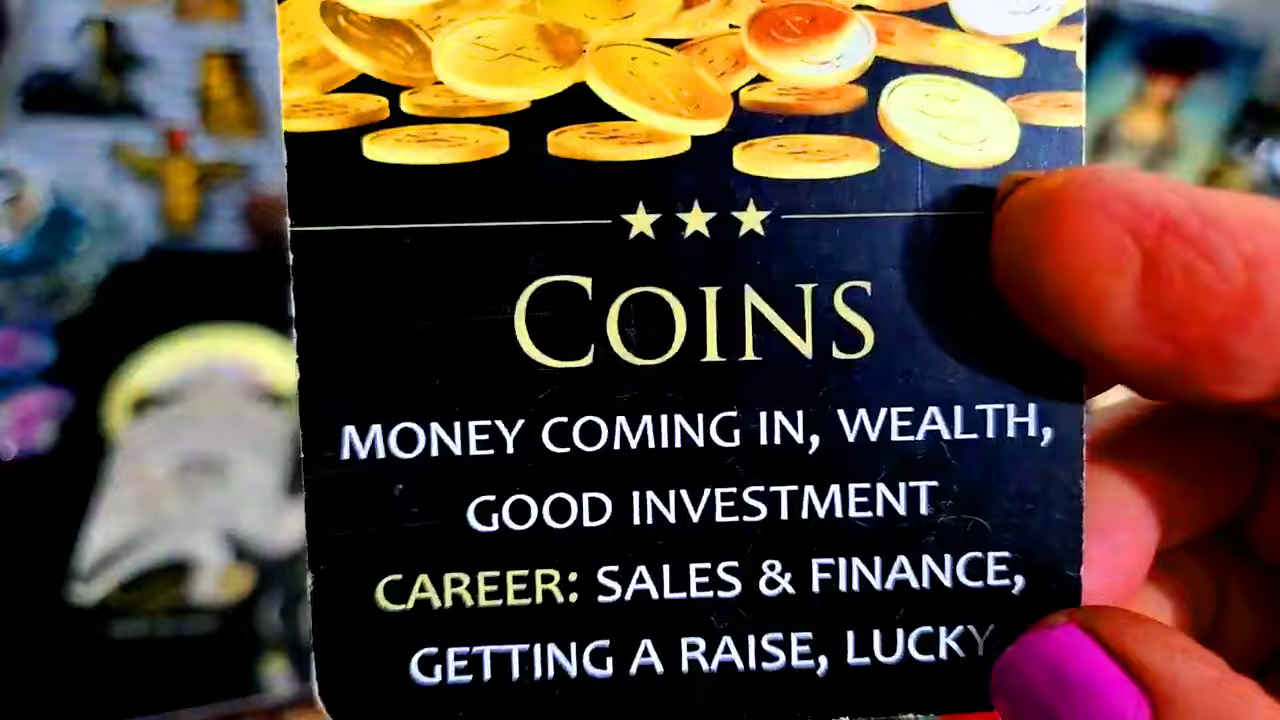 COINS
MONEY COMING IN, WEALTH,
GOOD INVESTMENT
CAREER: SALES & FINANCE,
GETTING A RAISE, LUCKY